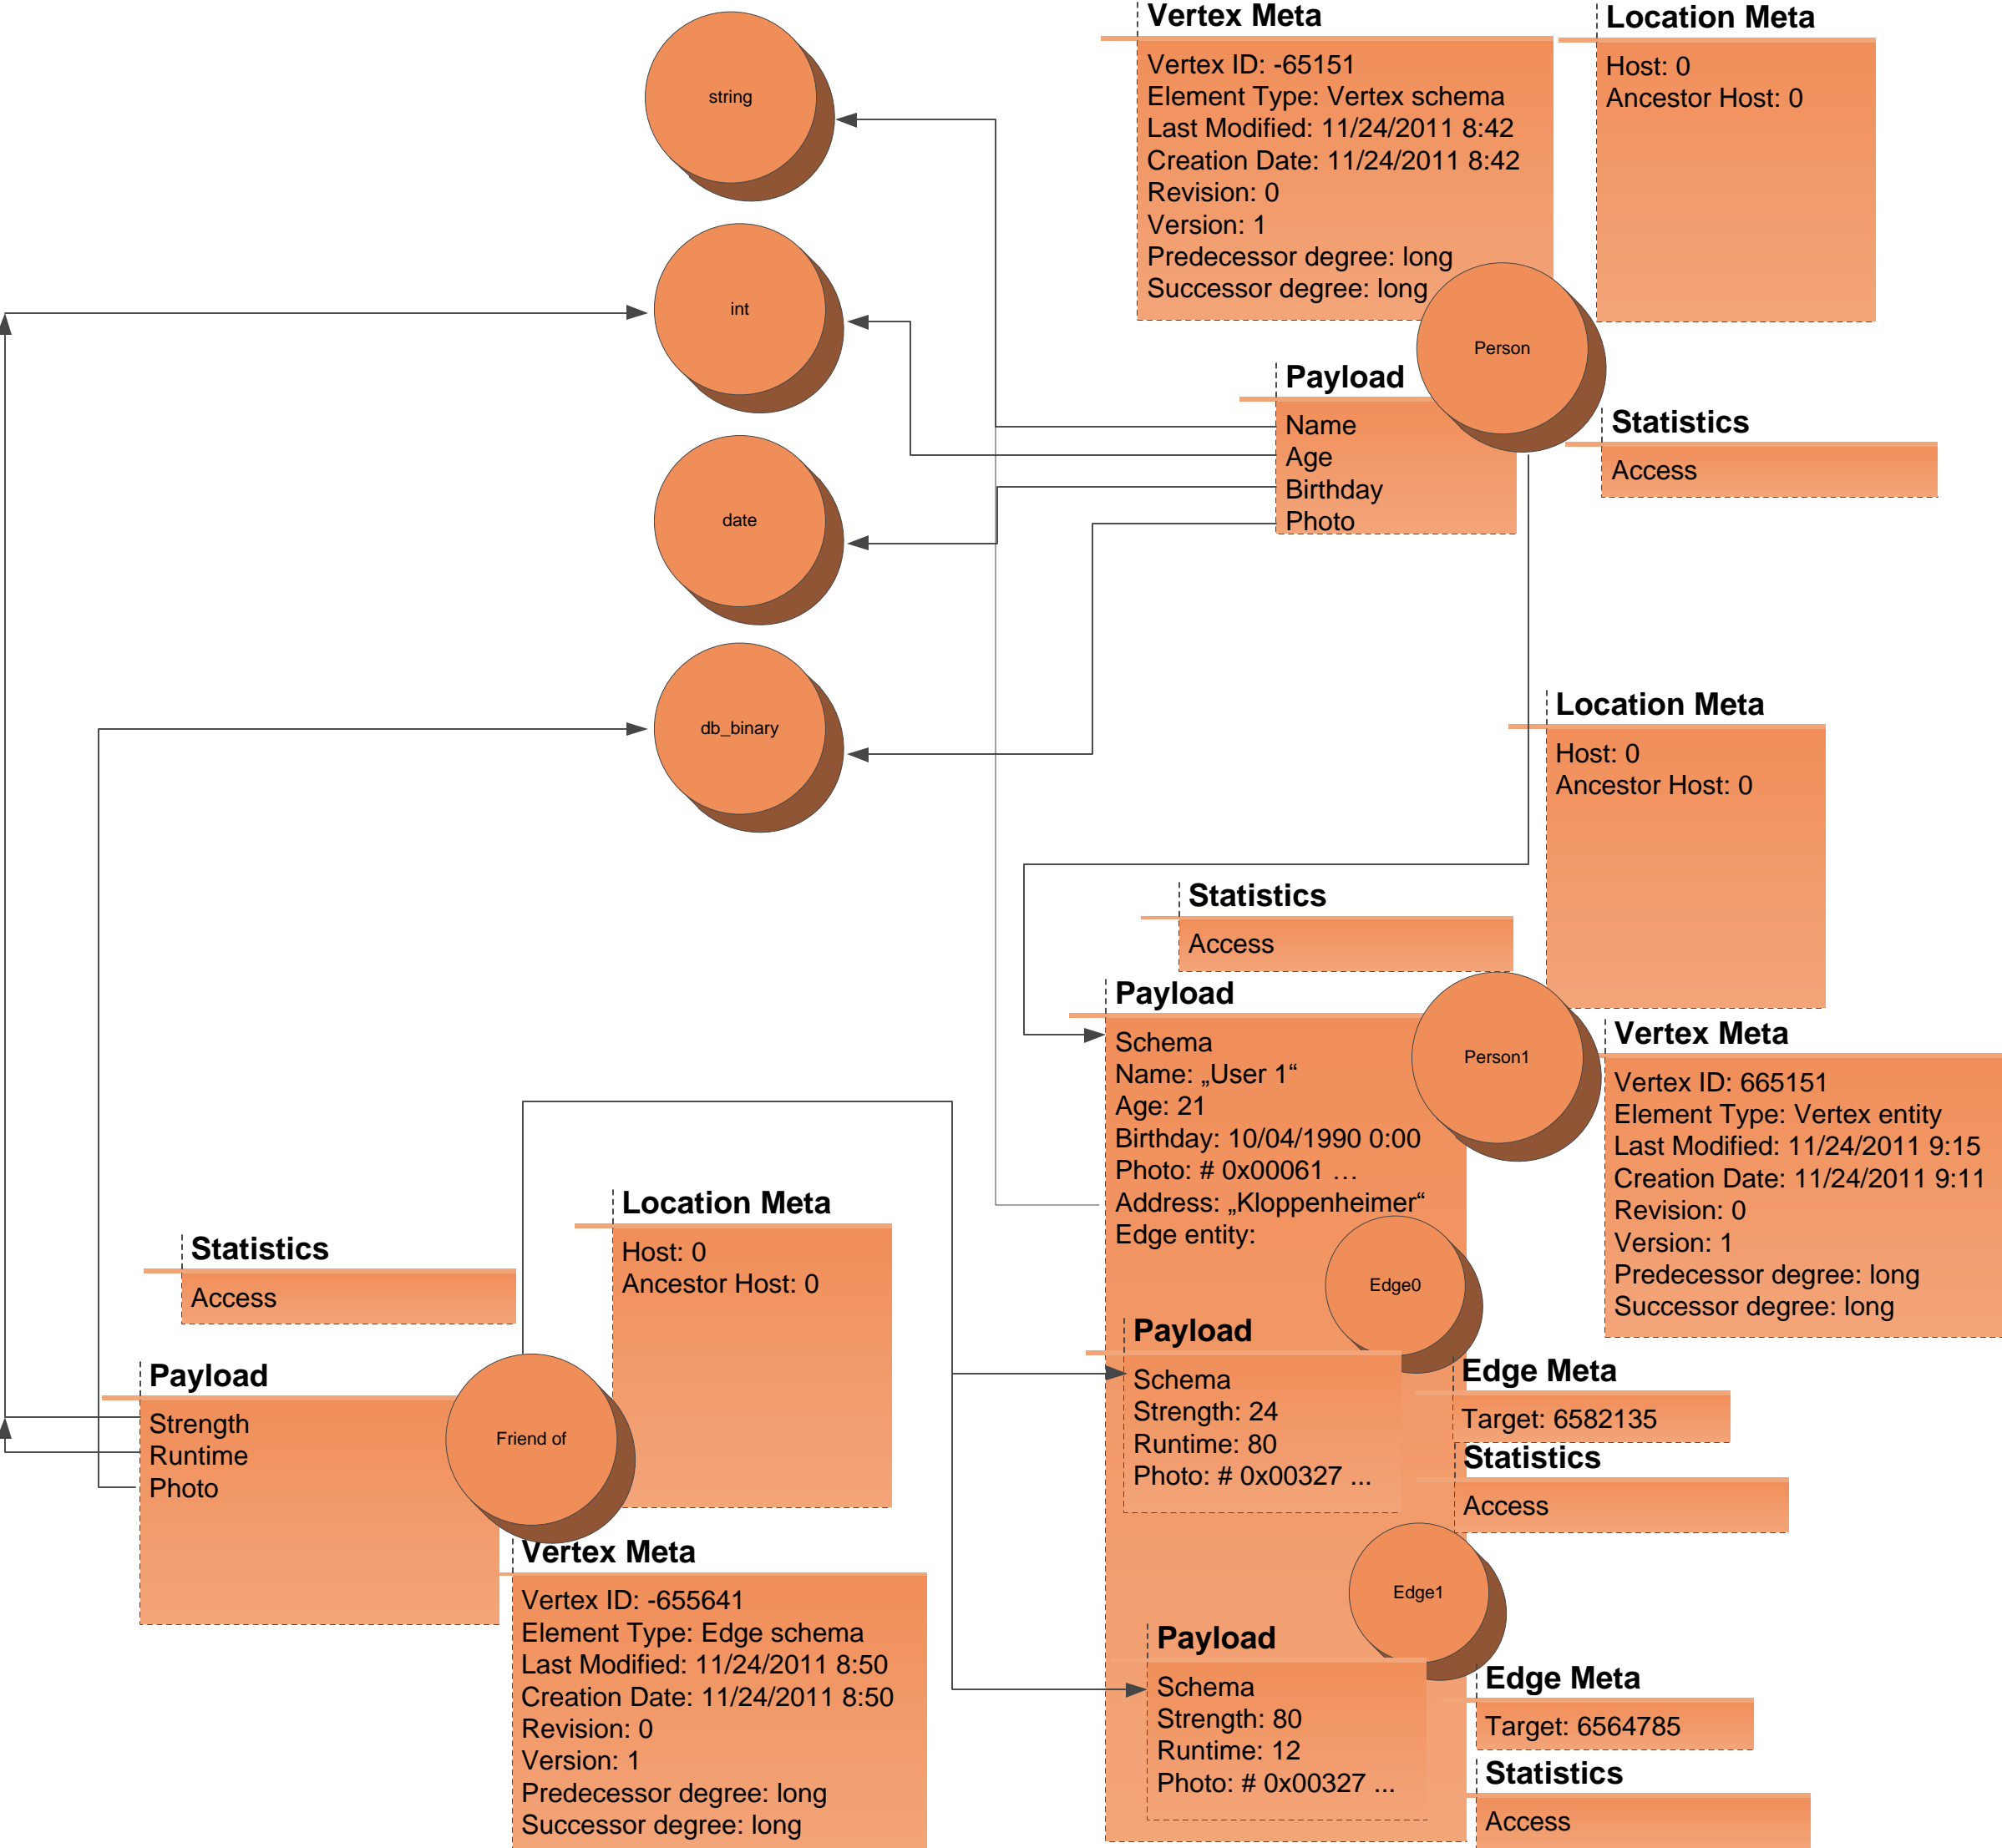 Vertex Meta
Vertex ID: -65151
Element Type: Vertex schema
Last Modified: 11/24/2011 8:42
Creation Date: 11/24/2011 8:42
Revision: 0
Version: 1
Predecessor degree: long
Successor degree: long
Location Meta
Host: 0
Ancestor Host: 0
string
int
date
db_binary
Person
Payload
Name
Age
Birthday
Photo
Statistics
Access
Location Meta
Host: 0
Ancestor Host: 0
Statistics
Access
Payload
Schema
Name: „User 1“
Age: 21
Birthday: 10/04/1990 0:00
Photo: # 0x00061 …
Address: „Kloppenheimer“
Edge entity:
Person1
Vertex Meta
Vertex ID: 665151
Element Type: Vertex entity
Last Modified: 11/24/2011 9:15
Creation Date: 11/24/2011 9:11
Revision: 0
Version: 1
Predecessor degree: long
Successor degree: long
Edge0
Payload
Schema
Strength: 24
Runtime: 80
Photo: # 0x00327 ...
Edge Meta
Target: 6582135
Statistics
Access
Edge1
Payload
Schema
Strength: 80
Runtime: 12
Photo: # 0x00327 ...
Edge Meta
Target: 6564785
Statistics
Access
Location Meta
Host: 0
Ancestor Host: 0
Statistics
Access
Payload
Strength
Runtime
Photo
Friend of
Vertex Meta
Vertex ID: -655641
Element Type: Edge schema
Last Modified: 11/24/2011 8:50
Creation Date: 11/24/2011 8:50
Revision: 0
Version: 1
Predecessor degree: long
Successor degree: long